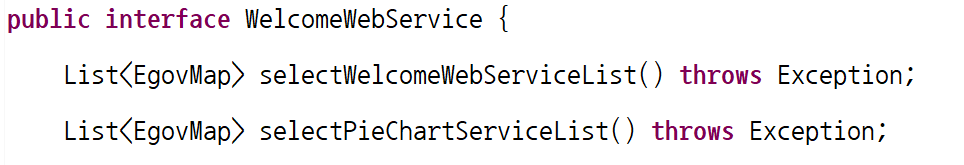 public interface WelcomeWebService {
List<EgovMap> selectWelcomeWebServiceList() throws Exception;
List<EgovMap> selectPieChartServiceList() throws Exception;